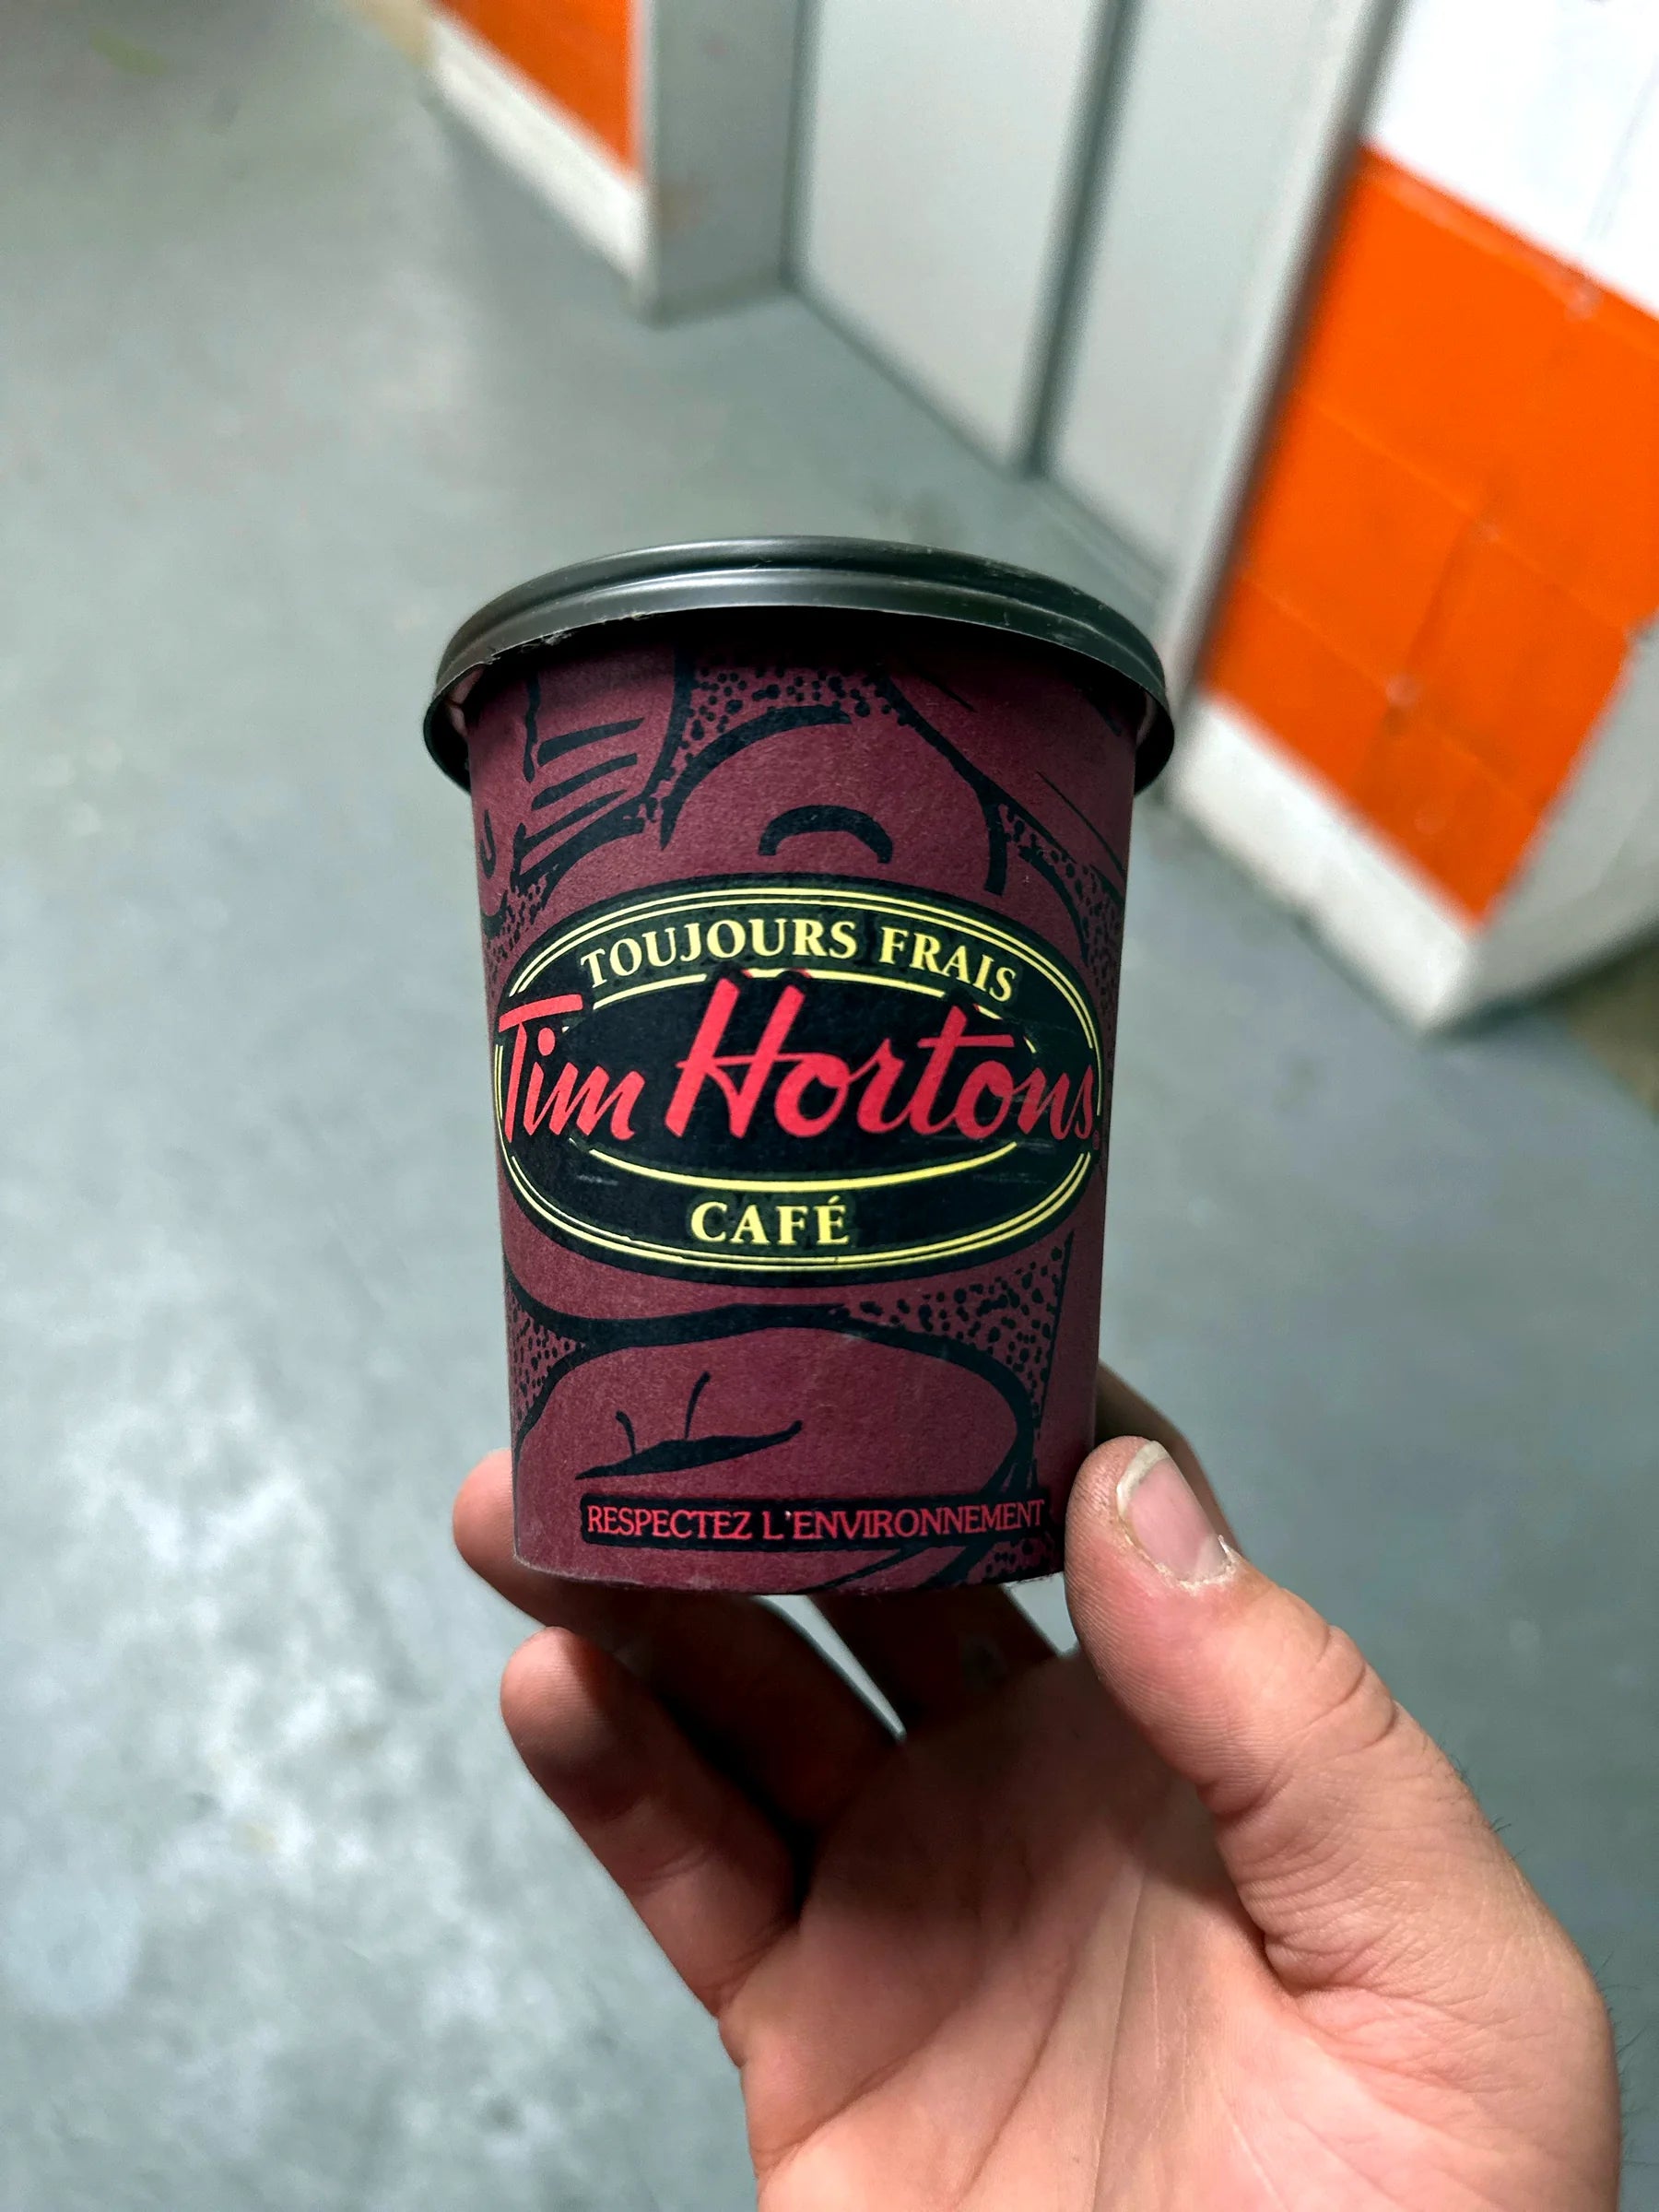 TOUJOURS FRAIS
Tim Hortons
CAFÉ
RESPECTEZ L'ENVIRONNEMENT